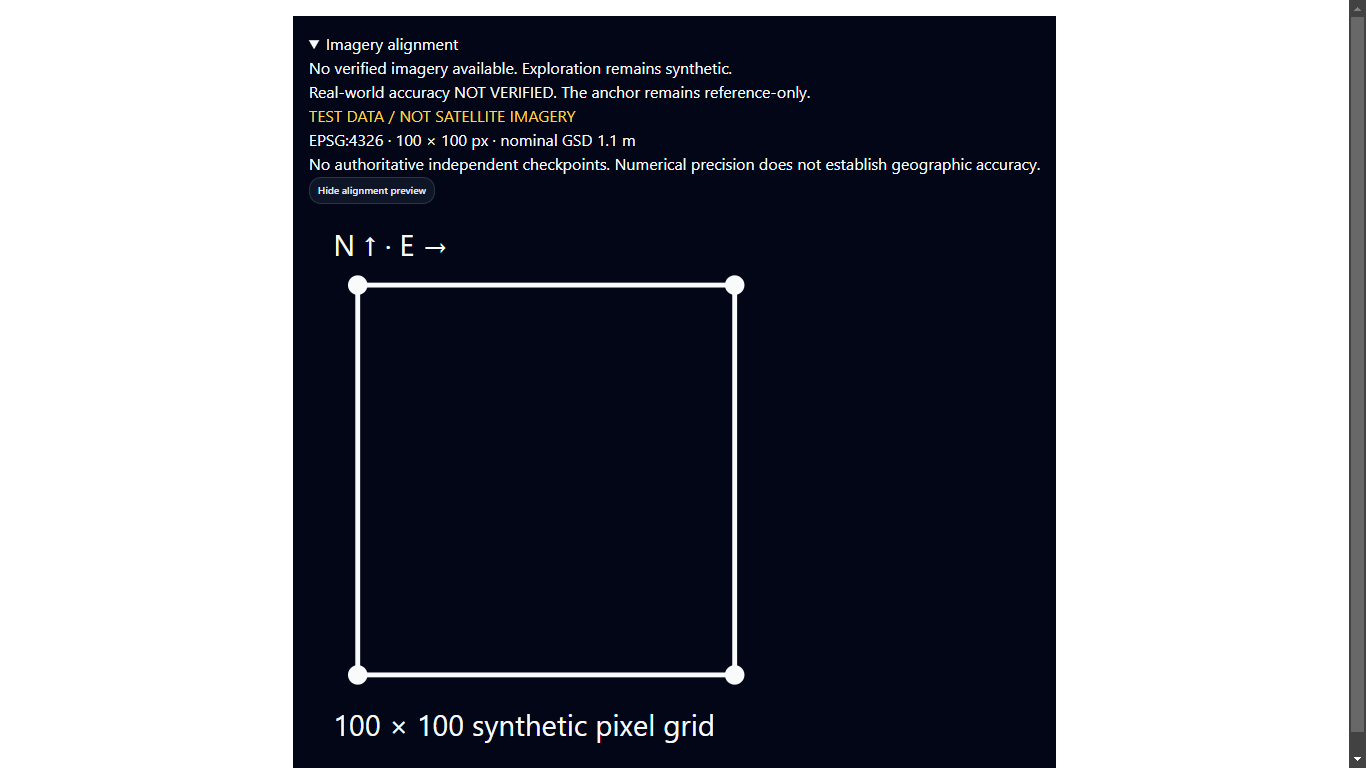 ▼ Imagery alignment
No verified imagery available. Exploration remains synthetic.
Real-world accuracy NOT VERIFIED. The anchor remains reference-only.
TEST DATA / NOT SATELLITE IMAGERY
EPSG:4326 · 100 × 100 px · nominal GSD 1.1 m
No authoritative independent checkpoints. Numerical precision does not establish geographic accuracy.
Hide alignment preview
N ↑ · E →
100 × 100 synthetic pixel grid